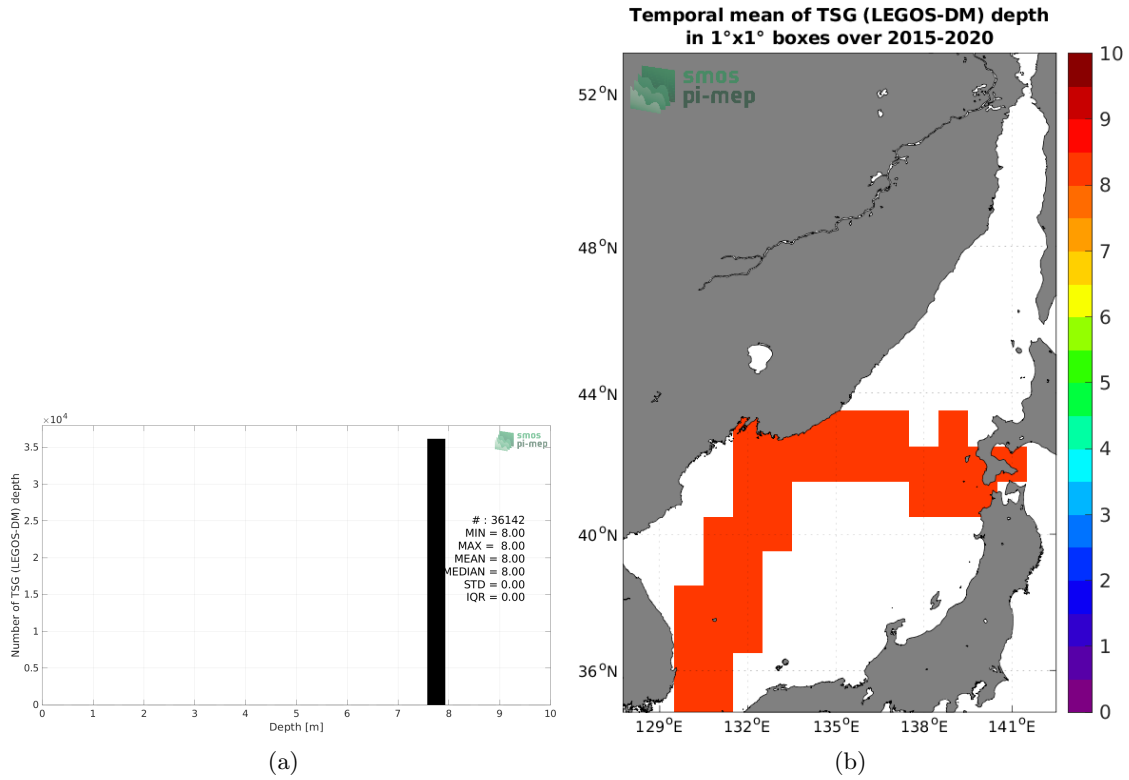 ×10⁴
3.5
3
2.5
2
1.5
1
0.5
0
Number of TSG (LEGOS-DM) depth
smos
pi-mep
# : 36142
MIN = 8.00
MAX = 8.00
MEAN = 8.00
MEDIAN = 8.00
STD = 0.00
IQR = 0.00
0 1 2 3 4 5 6 7 8 9 10
Depth [m]
(a)
Temporal mean of TSG (LEGOS-DM) depth
in 1°x1° boxes over 2015-2020
smos
pi-mep
52°N
48°N
44°N
40°N
36°N
129°E 132°E 135°E 138°E 141°E
10
9
8
7
6
5
4
3
2
1
0
(b)